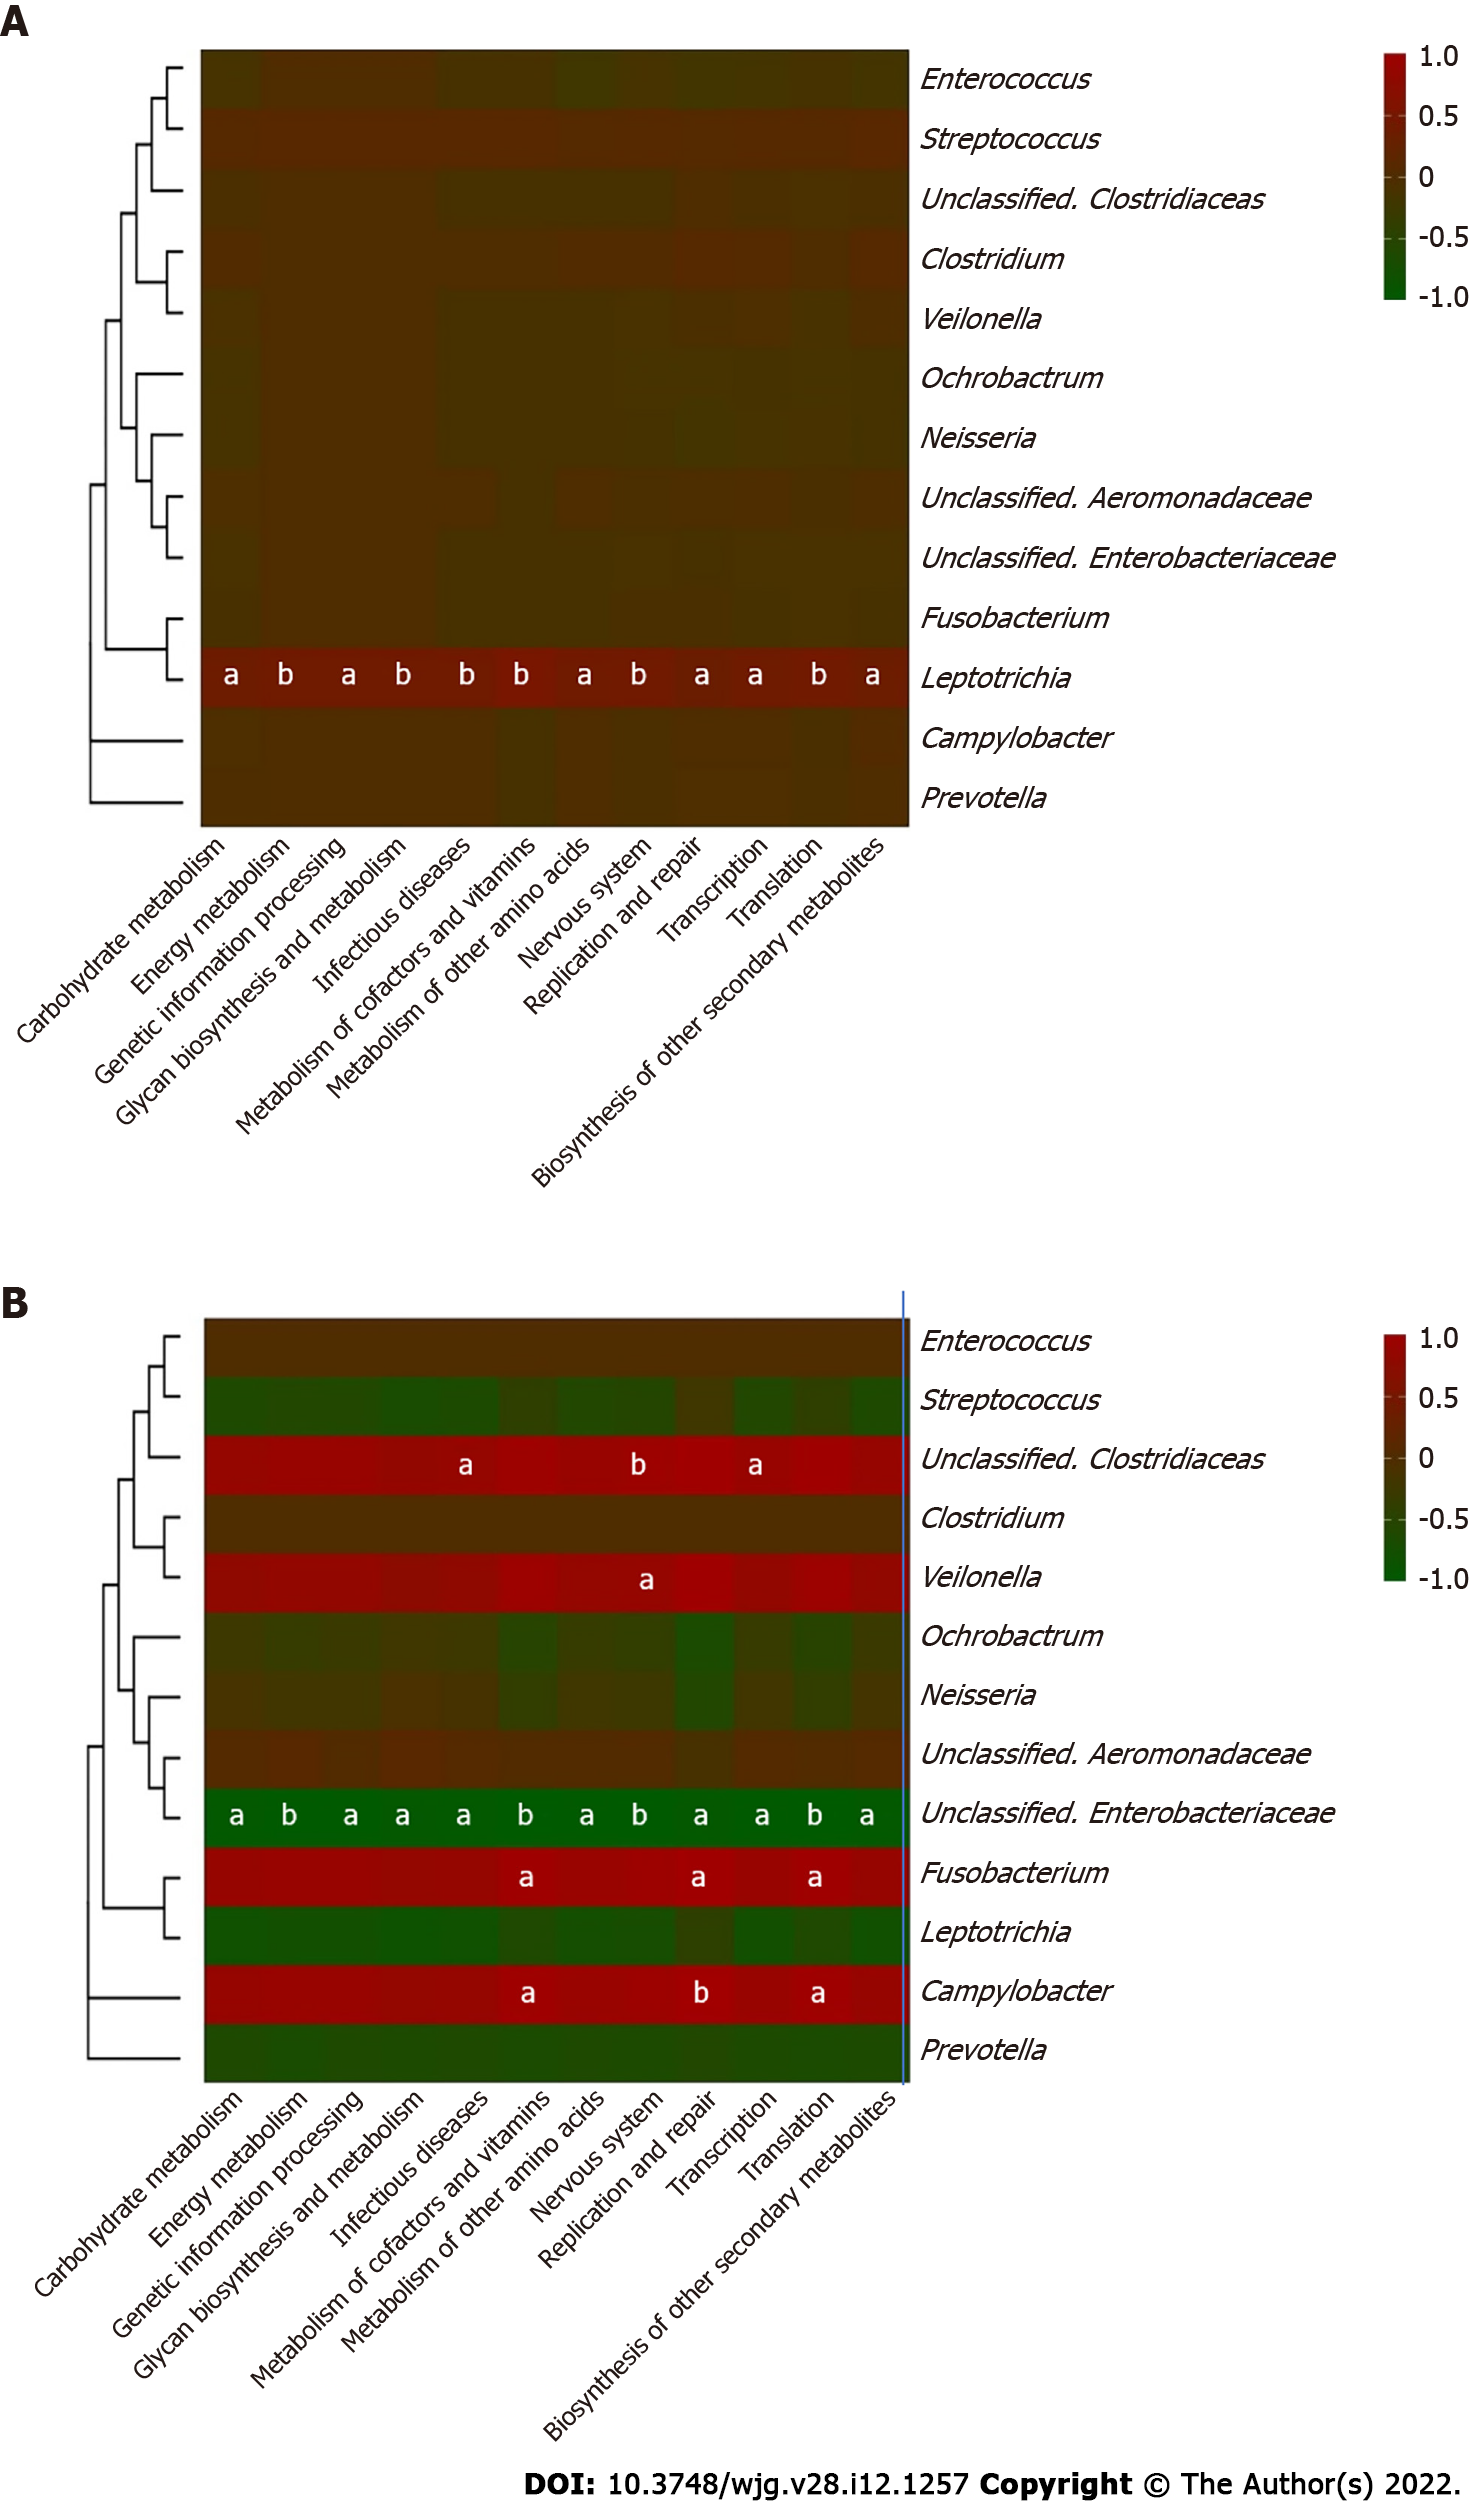 A
1.0
0.5
0
-0.5
-1.0
Enterococcus
Streptococcus
Unclassified. Clostridiaceas
Clostridium
Veilonella
Ochrobactrum
Neisseria
Unclassified. Aeromonadaceae
Unclassified. Enterobacteriaceae
Fusobacterium
a b a b b b a b a a b a
Leptotrichia
Campylobacter
Prevotella
Carbohydrate metabolism
Energy metabolism
Genetic information processing
Glycan biosynthesis and metabolism
Infectious diseases
Metabolism of cofactors and vitamins
Metabolism of other amino acids
Nervous system
Replication and repair
Transcription
Translation
Biosynthesis of other secondary metabolites
B
1.0
0.5
0
-0.5
-1.0
Enterococcus
Streptococcus
a b a
Unclassified. Clostridiaceas
Clostridium
a
Veilonella
Ochrobactrum
Neisseria
Unclassified. Aeromonadaceae
a b a a a b a b a a b a
Unclassified. Enterobacteriaceae
a a a
Fusobacterium
Leptotrichia
a b a
Campylobacter
Prevotella
Carbohydrate metabolism
Energy metabolism
Genetic information processing
Glycan biosynthesis and metabolism
Infectious diseases
Metabolism of cofactors and vitamins
Metabolism of other amino acids
Nervous system
Replication and repair
Transcription
Translation
Biosynthesis of other secondary metabolites
DOI: 10.3748/wjg.v28.i12.1257 Copyright © The Author(s) 2022.